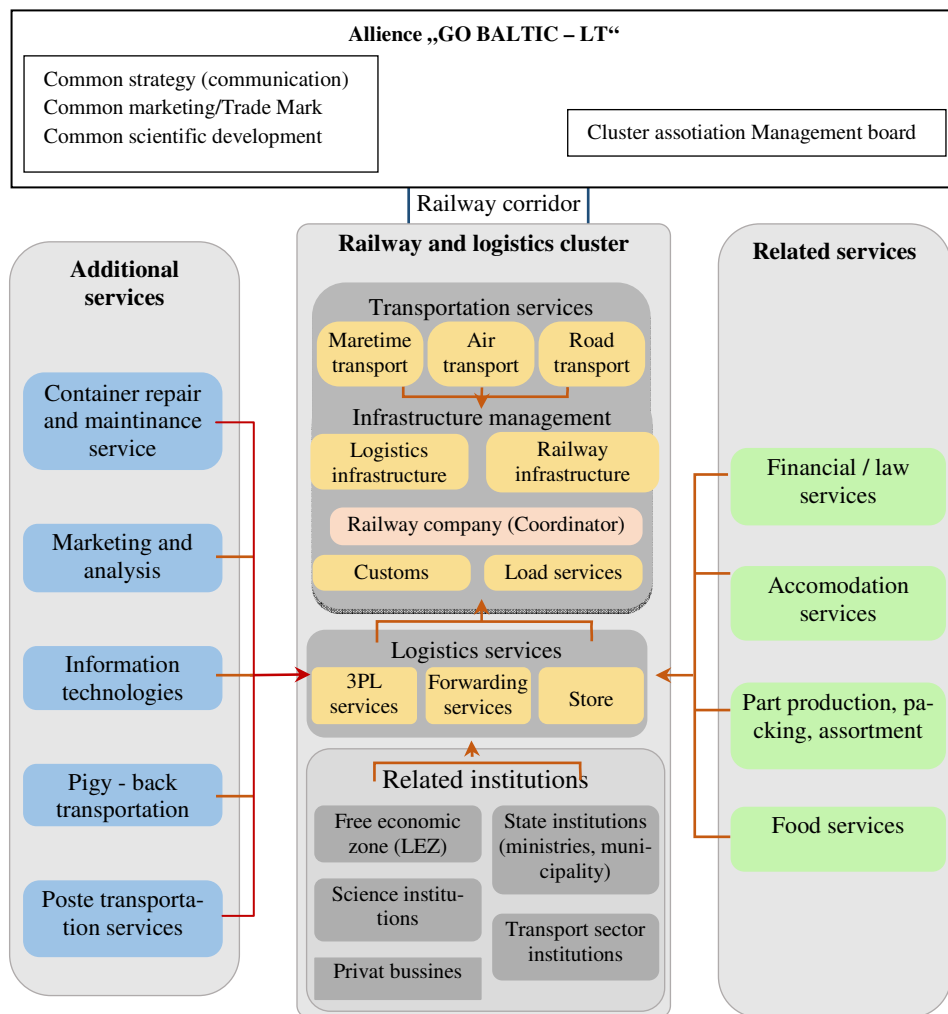 Allience „GO BALTIC – LT“
Common strategy (communication)
Common marketing/Trade Mark
Common scientific development
Cluster assotiation Management board
Railway corridor
Additional
services
Container repair
and maintinance
service
Marketing and
analysis
Information
technologies
Pigy - back
transportation
Poste transporta-
tion services
Railway and logistics cluster
Transportation services
Maretime
transport
Air
transport
Road
transport
Infrastructure management
Logistics
infrastructure
Railway
infrastructure
Railway company (Coordinator)
Customs
Load services
Logistics services
3PL
services
Forwarding
services
Store
Related institutions
Free economic
zone (LEZ)
State institutions
(ministries, muni-
cipality)
Science institu-
tions
Transport sector
institutions
Privat bussines
Related services
Financial / law
services
Accomodation
services
Part production, pa-
cking, assortment
Food services